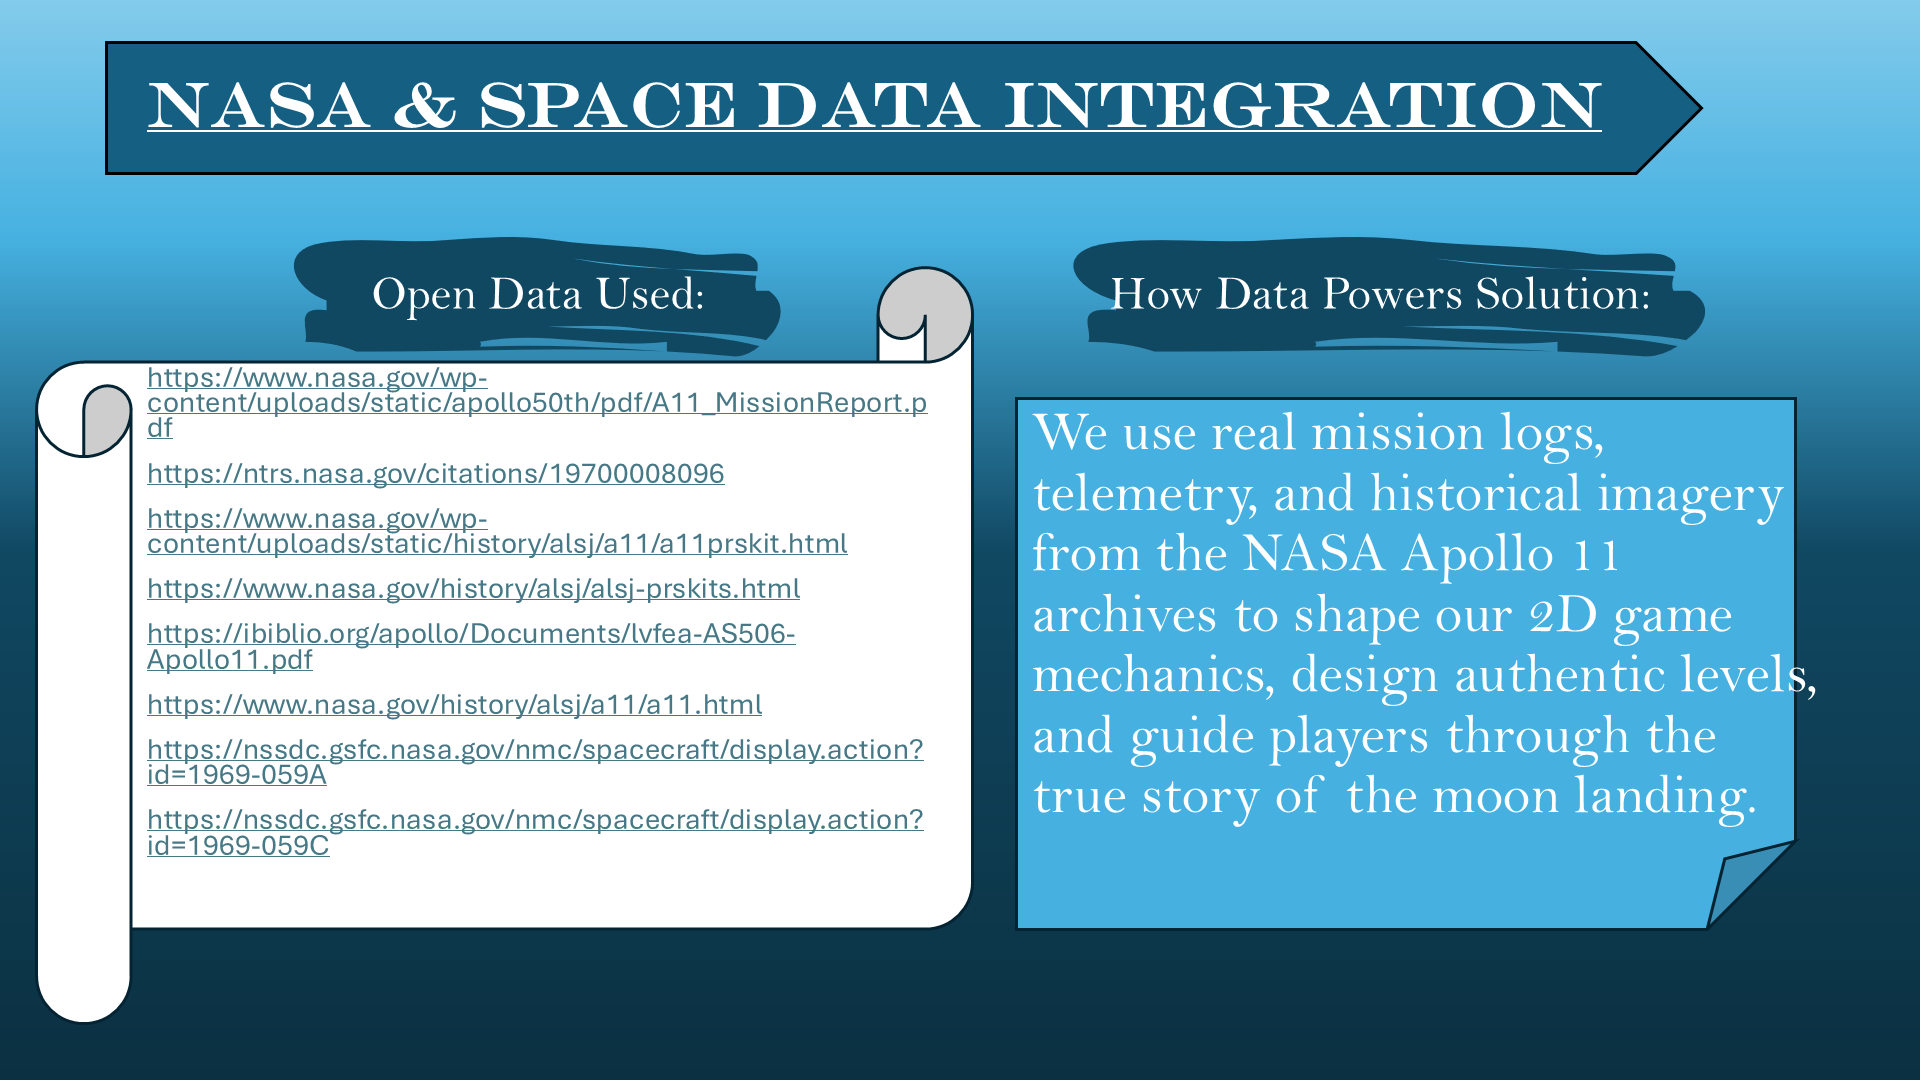 NASA & SPACE DATA INTEGRATION
Open Data Used:
https://www.nasa.gov/wp-
content/uploads/static/apollo50th/pdf/A11_MissionReport.p
df
https://ntrs.nasa.gov/citations/19700008096
https://www.nasa.gov/wp-
content/uploads/static/history/alsj/a11/a11prskit.html
https://www.nasa.gov/history/alsj/alsj-prskits.html
https://ibiblio.org/apollo/Documents/lvfea-AS506-
Apollo11.pdf
https://www.nasa.gov/history/alsj/a11/a11.html
https://nssdc.gsfc.nasa.gov/nmc/spacecraft/display.action?
id=1969-059A
https://nssdc.gsfc.nasa.gov/nmc/spacecraft/display.action?
id=1969-059C
How Data Powers Solution:
We use real mission logs,
telemetry, and historical imagery
from the NASA Apollo 11
archives to shape our 2D game
mechanics, design authentic levels,
and guide players through the
true story of the moon landing.